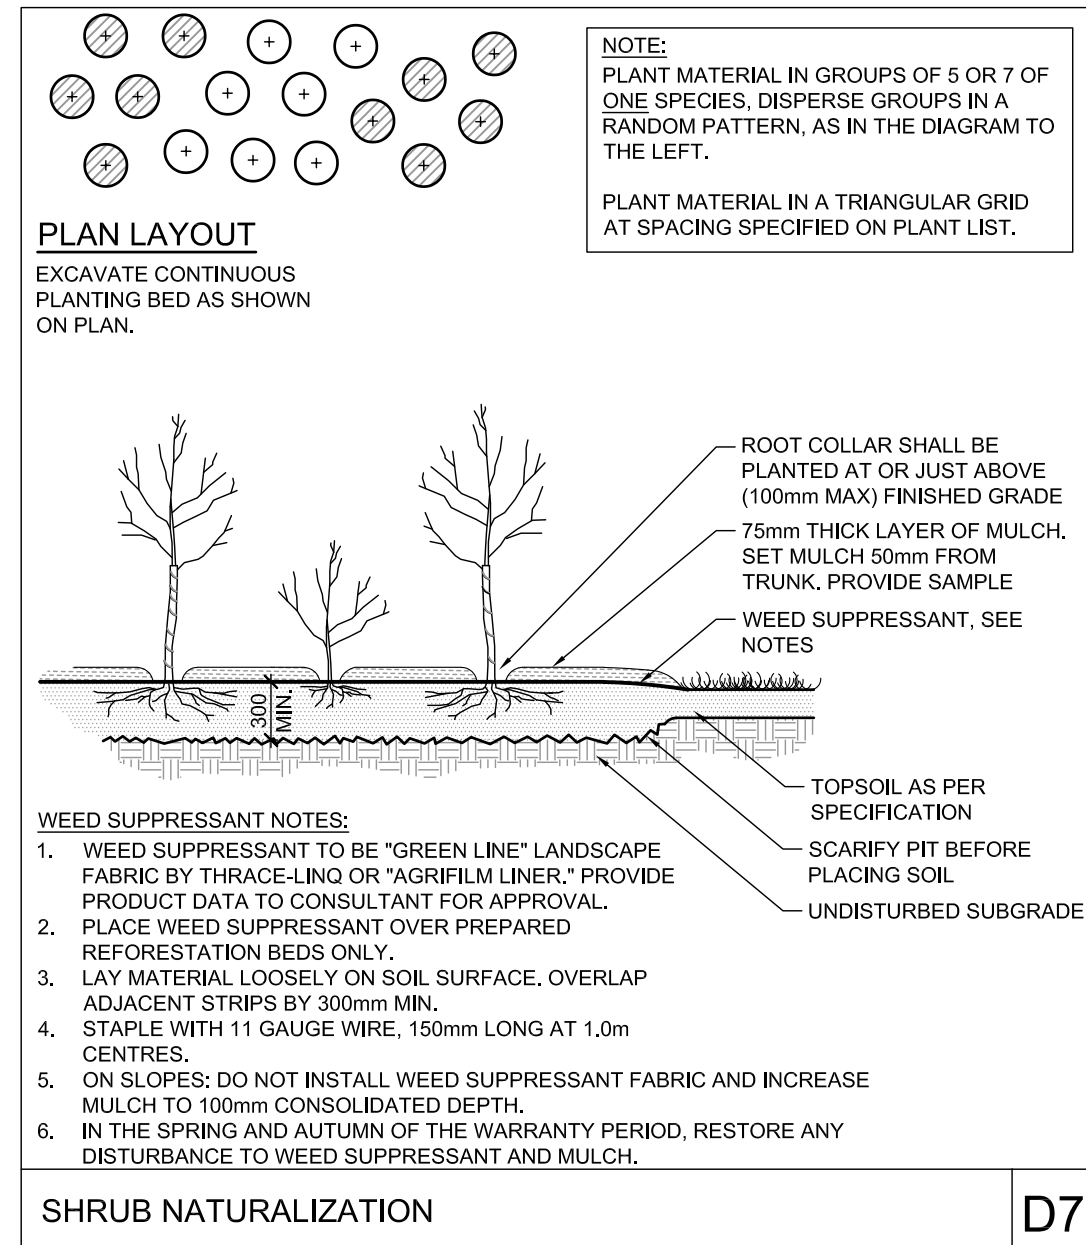 NOTE:
PLANT MATERIAL IN GROUPS OF 5 OR 7 OF
ONE SPECIES, DISPERSE GROUPS IN A
RANDOM PATTERN, AS IN THE DIAGRAM TO
THE LEFT.
PLANT MATERIAL IN A TRIANGULAR GRID
AT SPACING SPECIFIED ON PLANT LIST.
PLAN LAYOUT
EXCAVATE CONTINUOUS
PLANTING BED AS SHOWN
ON PLAN.
ROOT COLLAR SHALL BE
PLANTED AT OR JUST ABOVE
(100mm MAX) FINISHED GRADE
75mm THICK LAYER OF MULCH.
SET MULCH 50mm FROM
TRUNK. PROVIDE SAMPLE
WEED SUPPRESSANT, SEE
NOTES
300
MIN.
TOPSOIL AS PER
SPECIFICATION
SCARIFY PIT BEFORE
PLACING SOIL
UNDISTURBED SUBGRADE
WEED SUPPRESSANT NOTES:
1. WEED SUPPRESSANT TO BE "GREEN LINE" LANDSCAPE
FABRIC BY THRACE-LINQ OR "AGRIFILM LINER." PROVIDE
PRODUCT DATA TO CONSULTANT FOR APPROVAL.
2. PLACE WEED SUPPRESSANT OVER PREPARED
REFORESTATION BEDS ONLY.
3. LAY MATERIAL LOOSELY ON SOIL SURFACE. OVERLAP
ADJACENT STRIPS BY 300mm MIN.
4. STAPLE WITH 11 GAUGE WIRE, 150mm LONG AT 1.0m
CENTRES.
5. ON SLOPES: DO NOT INSTALL WEED SUPPRESSANT FABRIC AND INCREASE
MULCH TO 100mm CONSOLIDATED DEPTH.
6. IN THE SPRING AND AUTUMN OF THE WARRANTY PERIOD, RESTORE ANY
DISTURBANCE TO WEED SUPPRESSANT AND MULCH.
SHRUB NATURALIZATION
D7